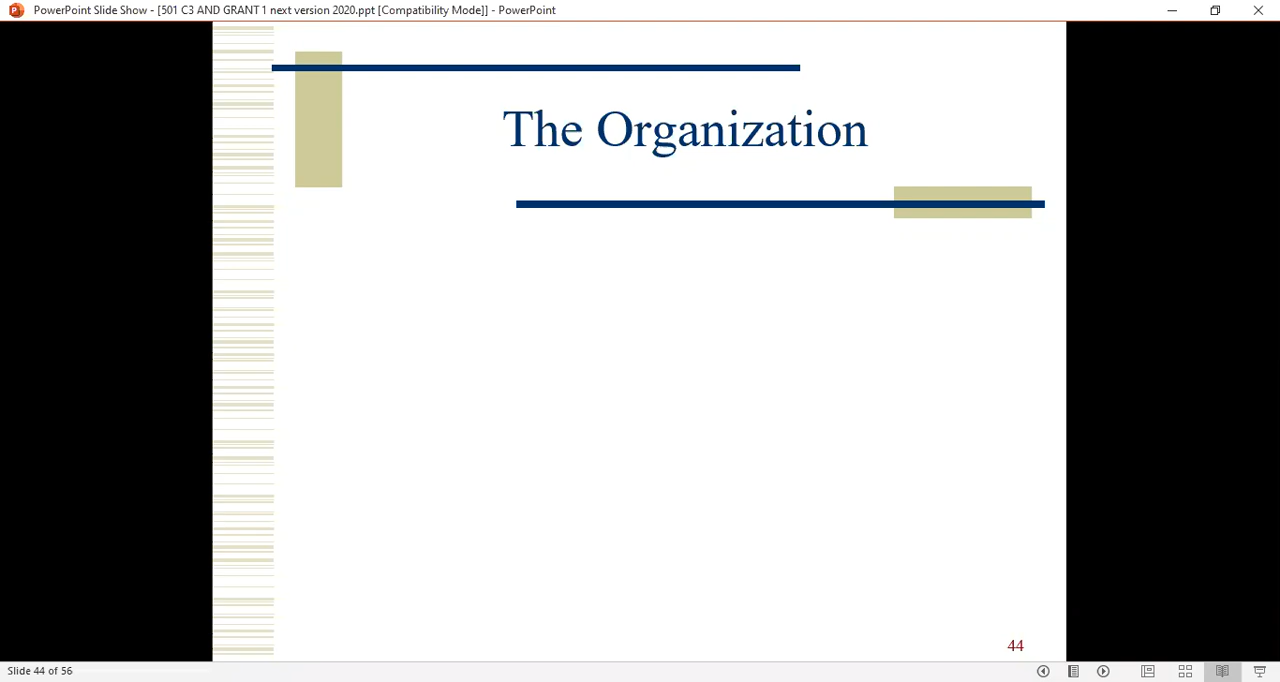 PowerPoint Slide Show - [501 C3 AND GRANT 1 next version 2020.ppt [Compatibility Mode]] - PowerPoint
The Organization
44
Slide 44 of 56